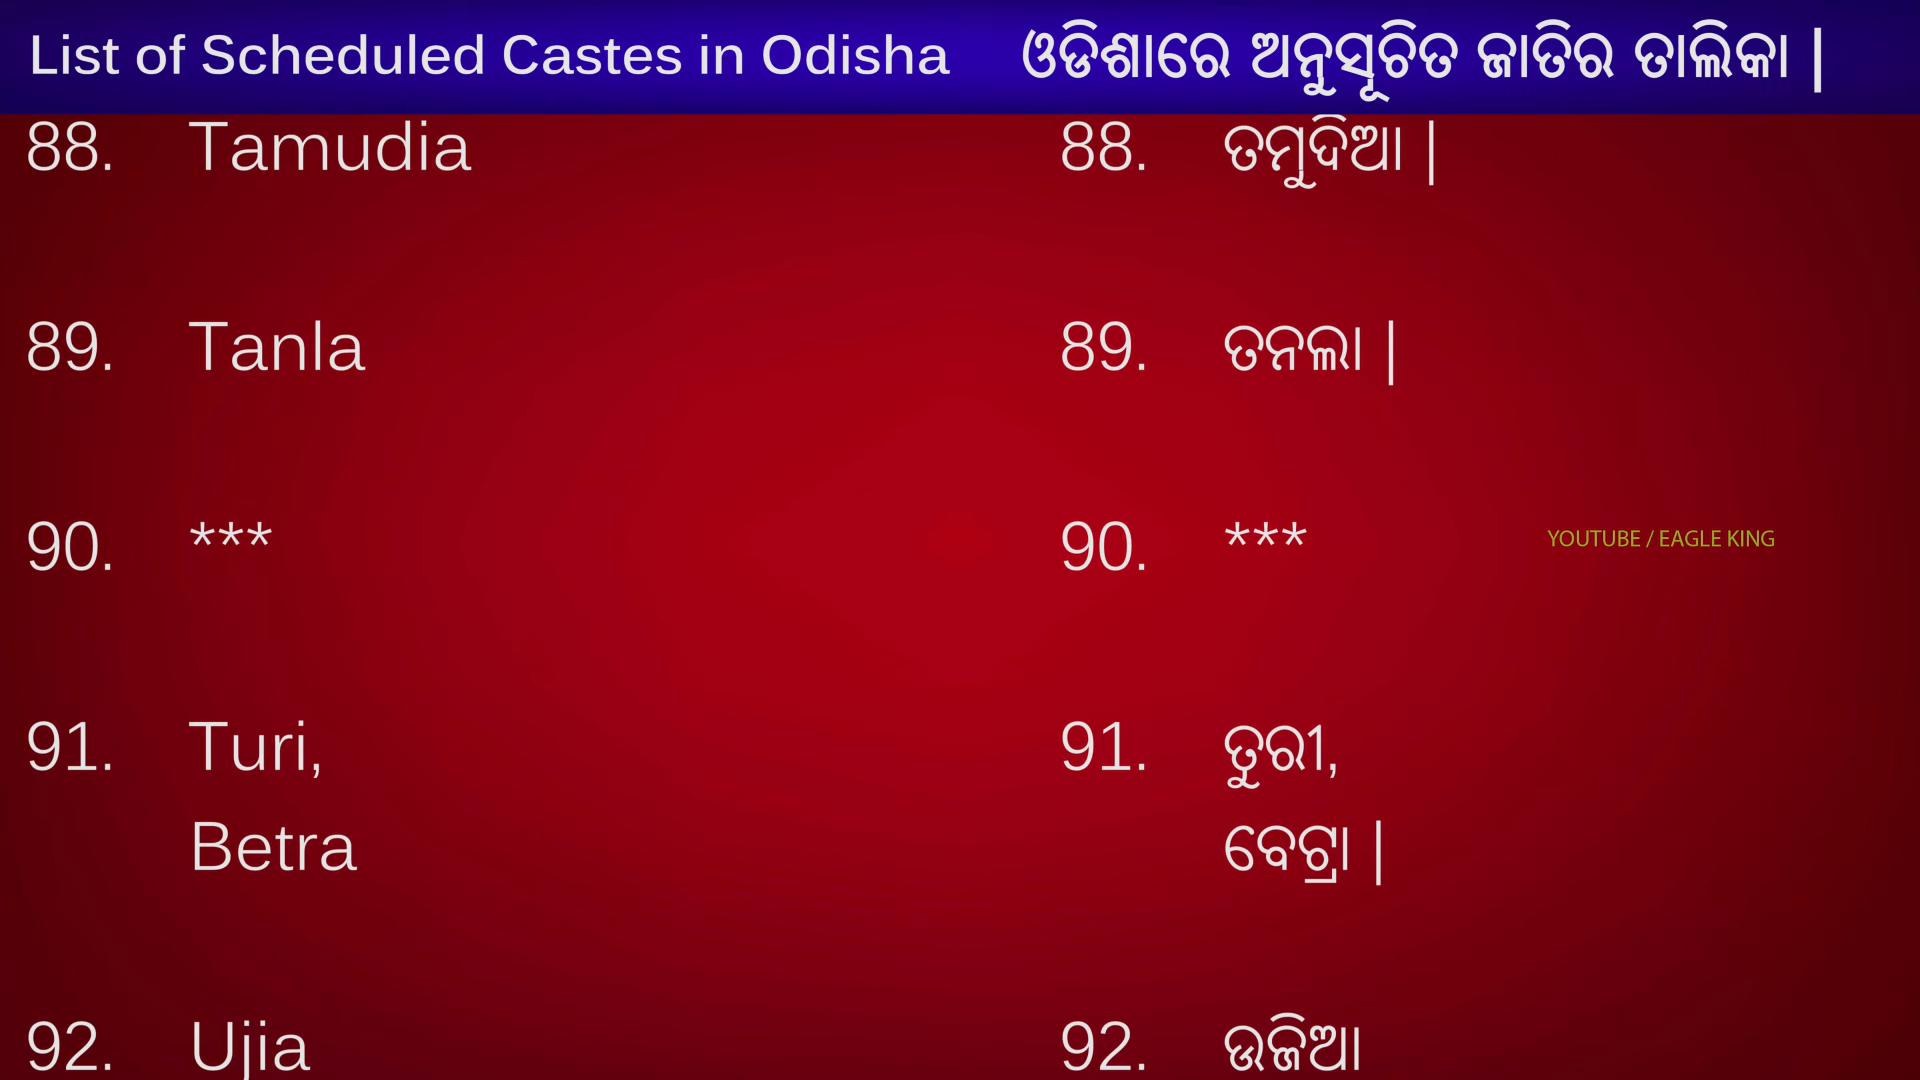 List of Scheduled Castes in Odisha ଓଡିଶାରେ ଅନୁସୂଚିତ ଜାତିର ତାଲିକା |
88. Tamudia 88. ତମୁଦିଆ |
89. Tanla 89. ତନଲା |
90. *** 90. *** YOUTUBE / EAGLE KING
91. Turi, 91. ତୁରୀ,
Betra ବେଟ୍ରା |
92. Ujia 92. ଉଜିଆ